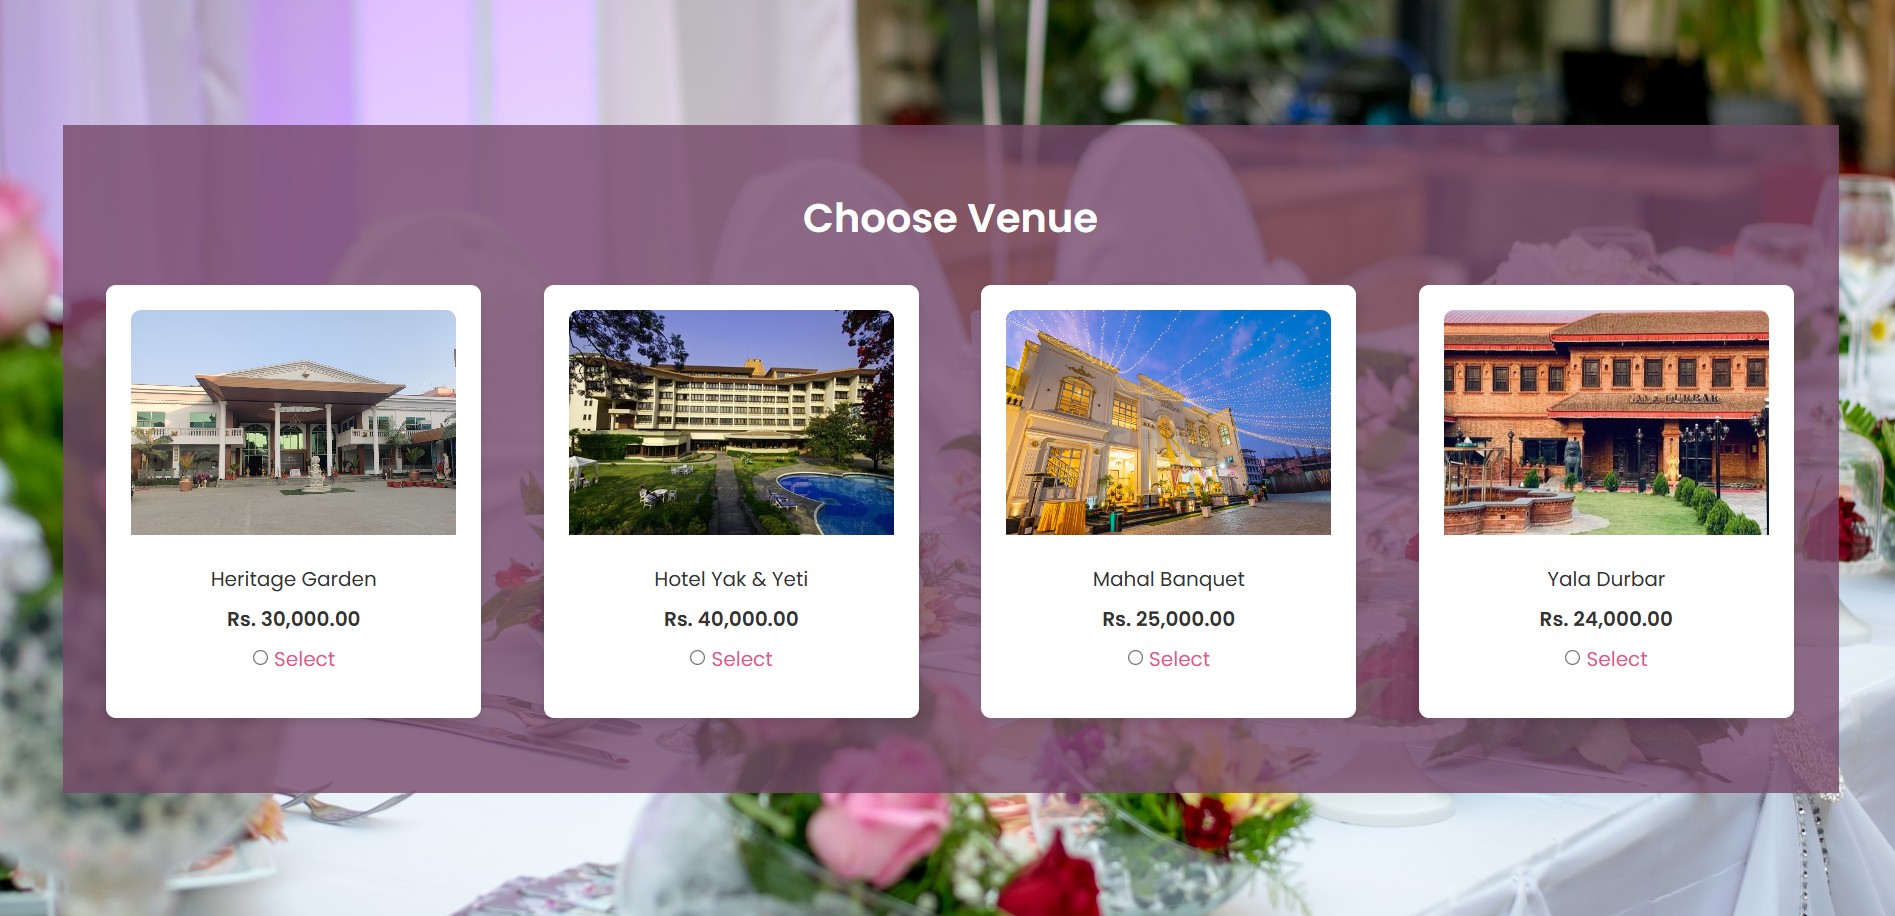 Choose Venue
YALA DURBAR
Heritage Garden
Rs. 30,000.00
Select
Hotel Yak & Yeti
Rs. 40,000.00
Select
Mahal Banquet
Rs. 25,000.00
Select
Yala Durbar
Rs. 24,000.00
Select